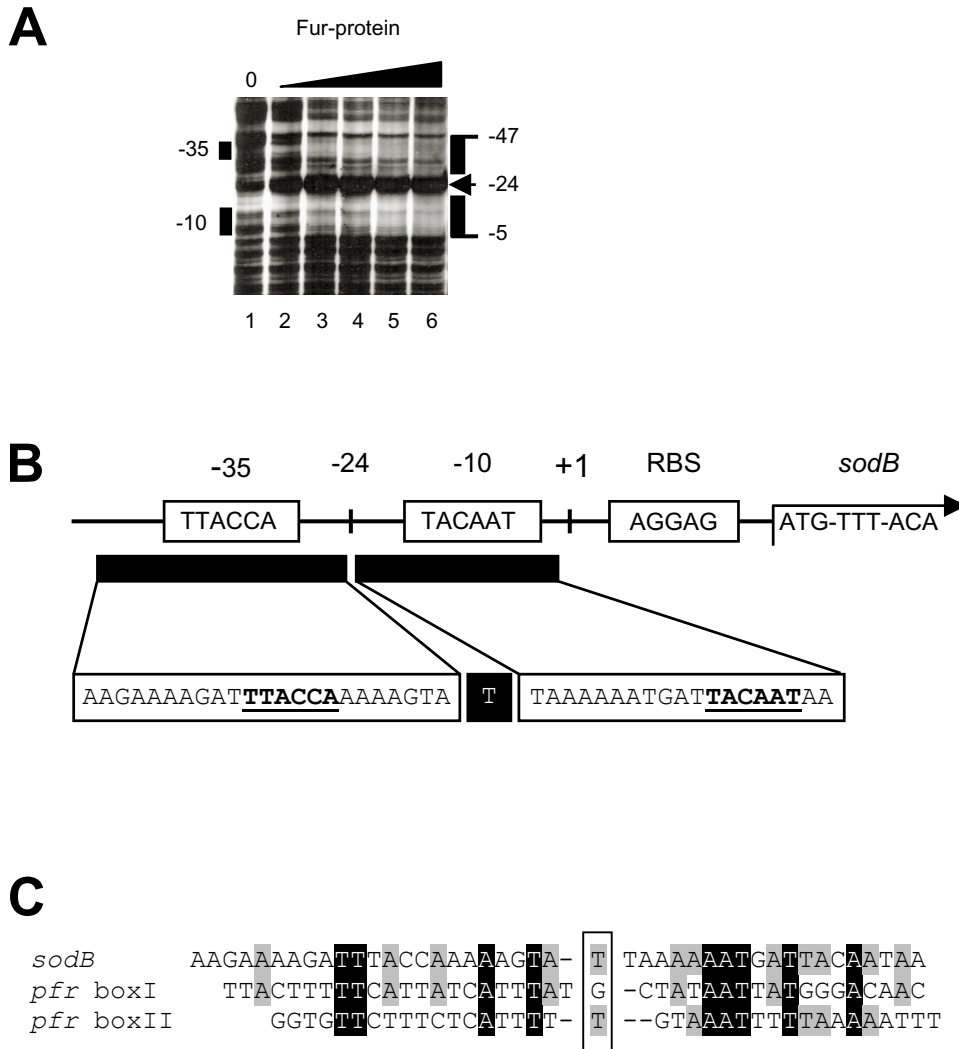 A
Fur-protein
0
-35
-10
-47
-24
-5
1 2 3 4 5 6
B
-35 -24 -10 +1 RBS sodB
TTACCA TACAAT AGGAG ATG-TTT-ACA
AAGAAAAGATTTACCAAAAAGTA T TAAAAAATGATTACAATAA
C
sodB AAGAAAAGATTTACCAAAAAGTA- T TAAAAAATGATTACAATAA
pfr boxI TTACTTTTTCATTATCATTTAT G -CTATAATTATGGGACAAC
pfr boxII GGTGTTCTTTCTCATTTT- T --GTAAATTTTTAAAAATTT